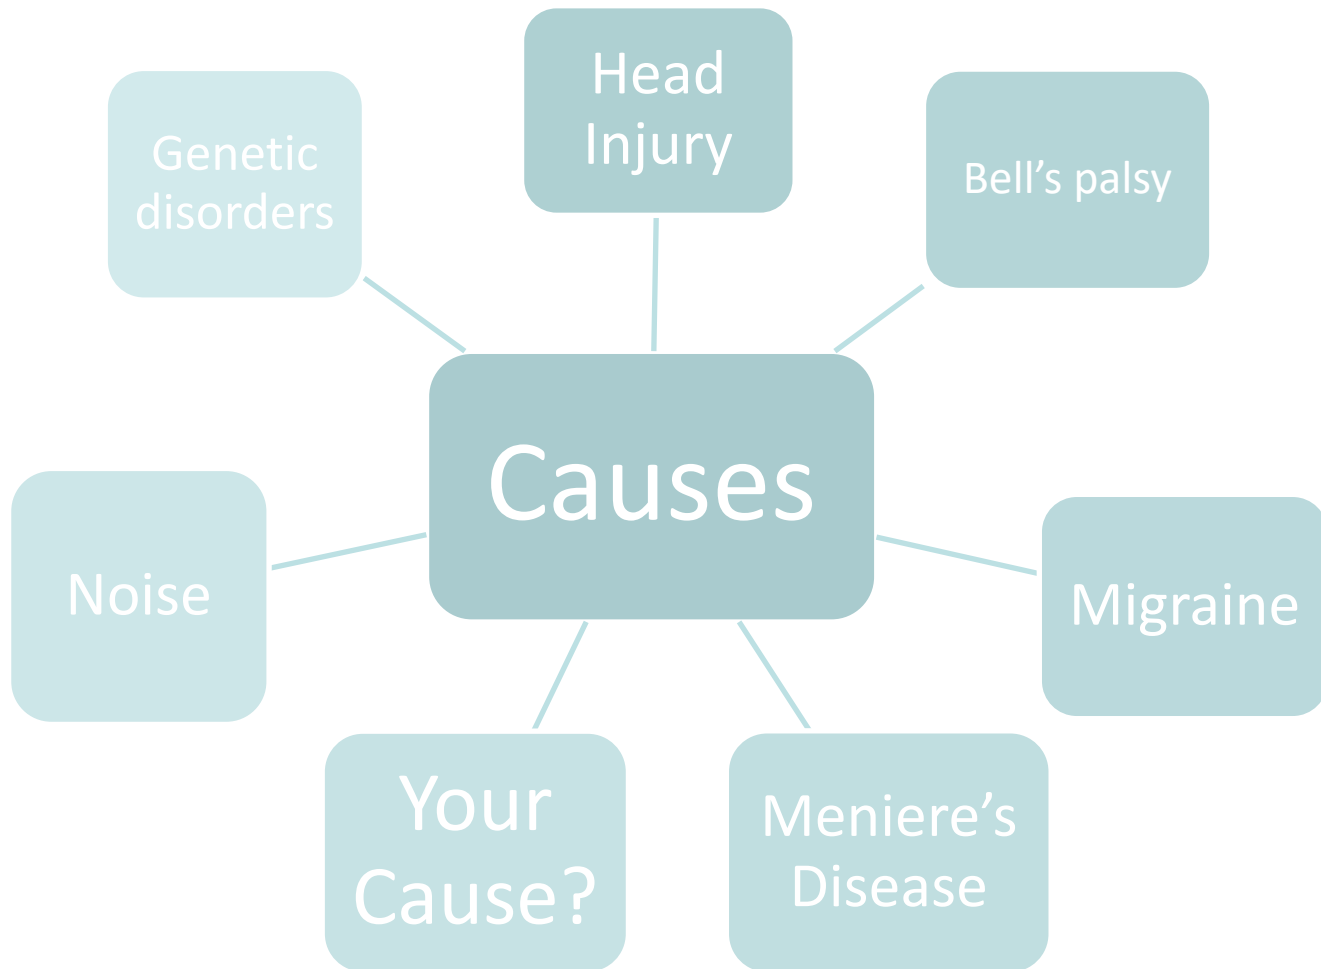 Head
Injury
Genetic
disorders
Bell’s palsy
Causes
Noise
Migraine
Your
Cause?
Meniere’s
Disease